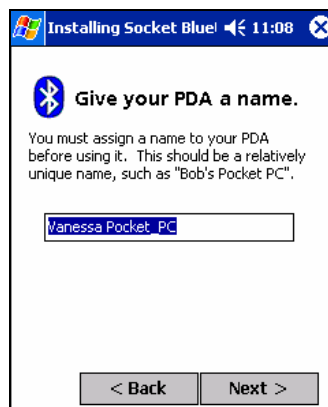 Installing Socket Blue 11:08
Give your PDA a name.
You must assign a name to your PDA
before using it. This should be a relatively
unique name, such as "Bob's Pocket PC".
Vanessa Pocket_PC
< Back Next >